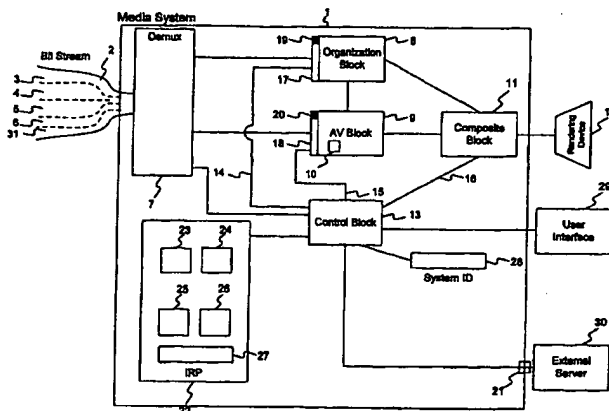 1
Media System
Bit Stream
2
3
4
5
6
31
Demux
7
19
Organization
Block
8
17
20
AV Block
9
18
10
11
Composite
Block
Rendering
Device
14
15
16
Control Block
13
29
User
Interface
28
System ID
23
24
25
26
27
IRP
22
30
External
Server
21